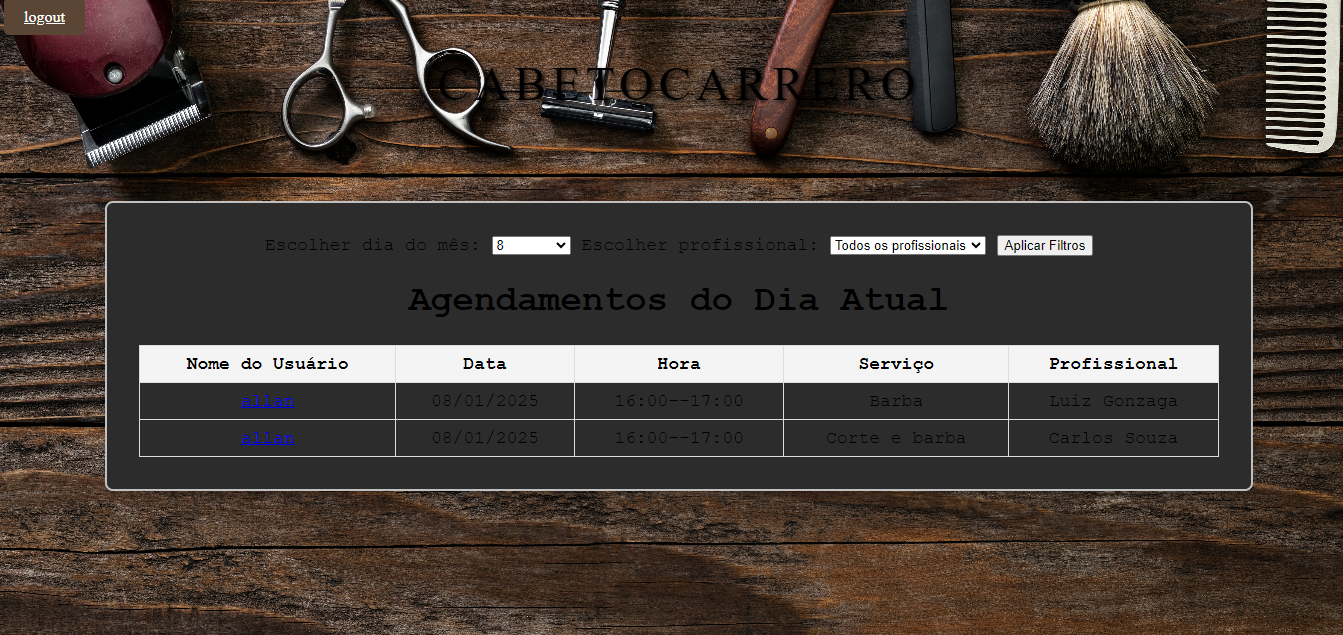 logout
CABETOCARRERO
Escolher dia do mês: 8 Escolher profissional: Todos os profissionais Aplicar Filtros
Agendamentos do Dia Atual
Nome do Usuário Data Hora Serviço Profissional
allan 08/01/2025 16:00--17:00 Barba Luiz Gonzaga
allan 08/01/2025 16:00--17:00 Corte e barba Carlos Souza